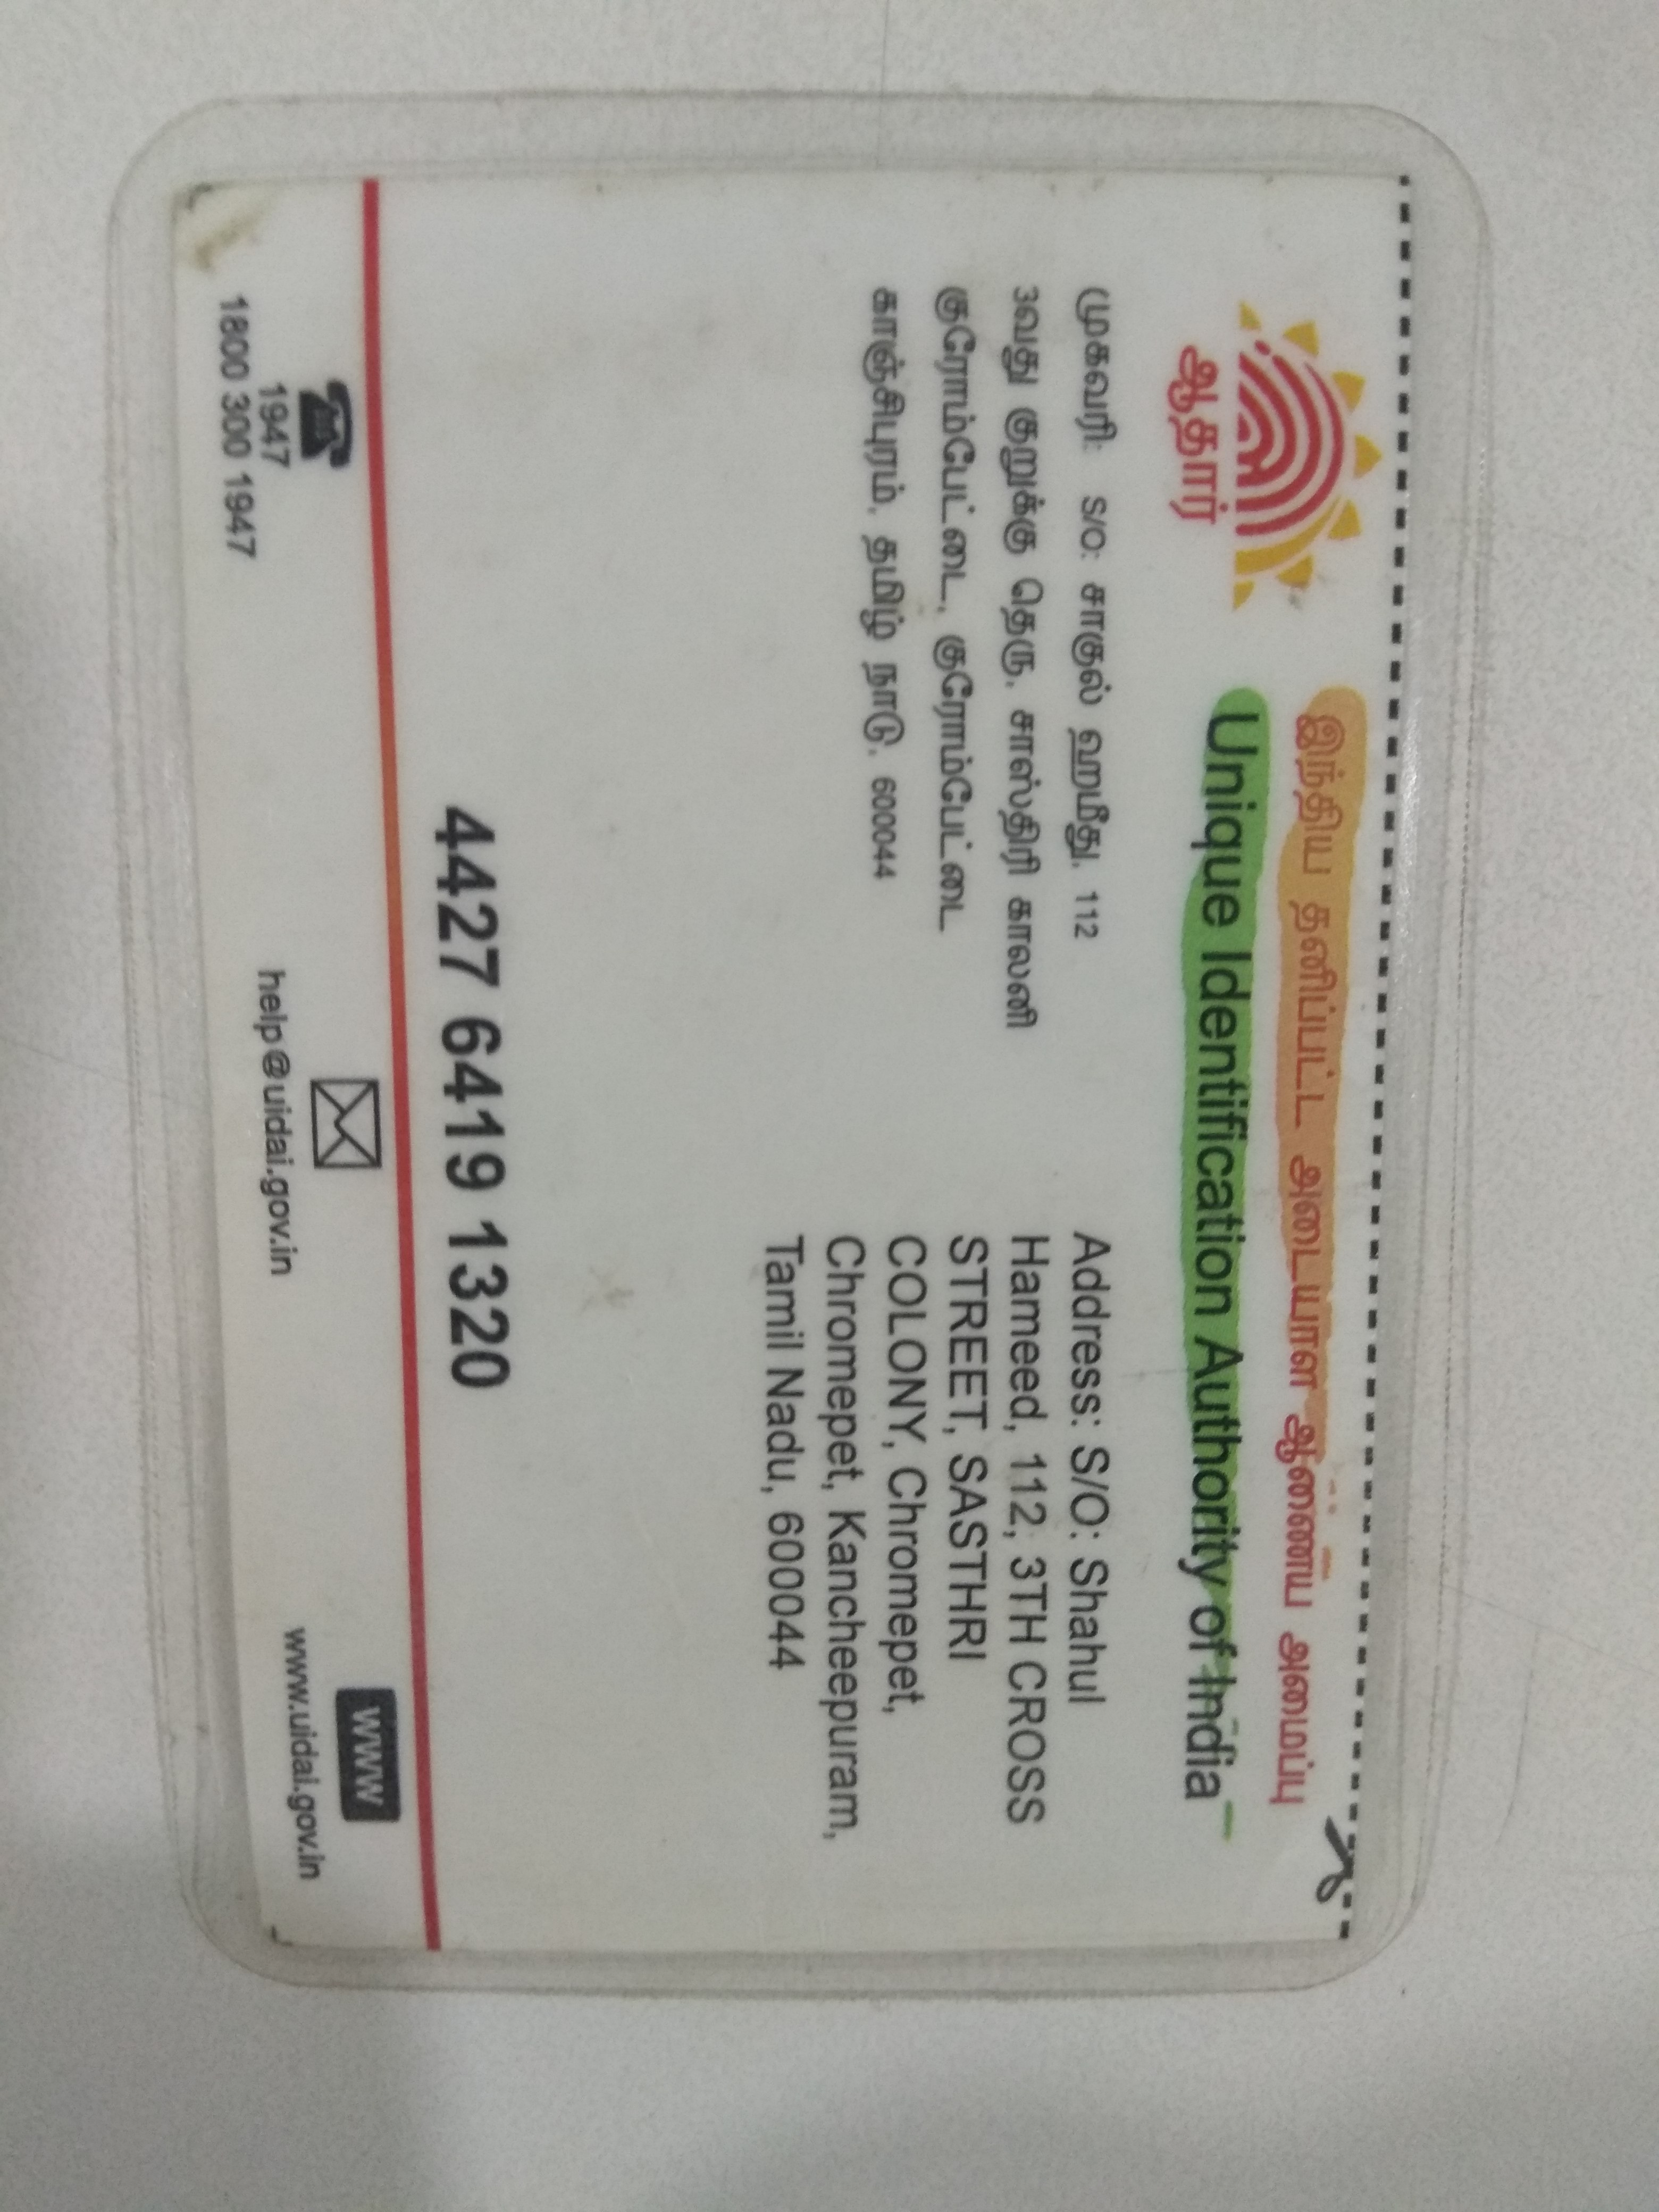 இந்திய தனிப்பட்ட அடையாள ஆணைய அமைப்பு
Unique Identification Authority of India
ஆதார்
முகவரி: S/O: சாகுல் ஹமீது, 112
3வது குறுக்கு தெரு, சாஸ்திரி காலனி
குரோம்பேட்டை, குரோம்பேட்டை
காஞ்சிபுரம், தமிழ் நாடு, 600044
Address: S/O: Shahul
Hameed, 112, 3TH CROSS
STREET, SASTHRI
COLONY, Chromepet,
Chromepet, Kancheepuram,
Tamil Nadu, 600044
4427 6419 1320
1947
1800 300 1947
help@uidai.gov.in
WWW
www.uidai.gov.in